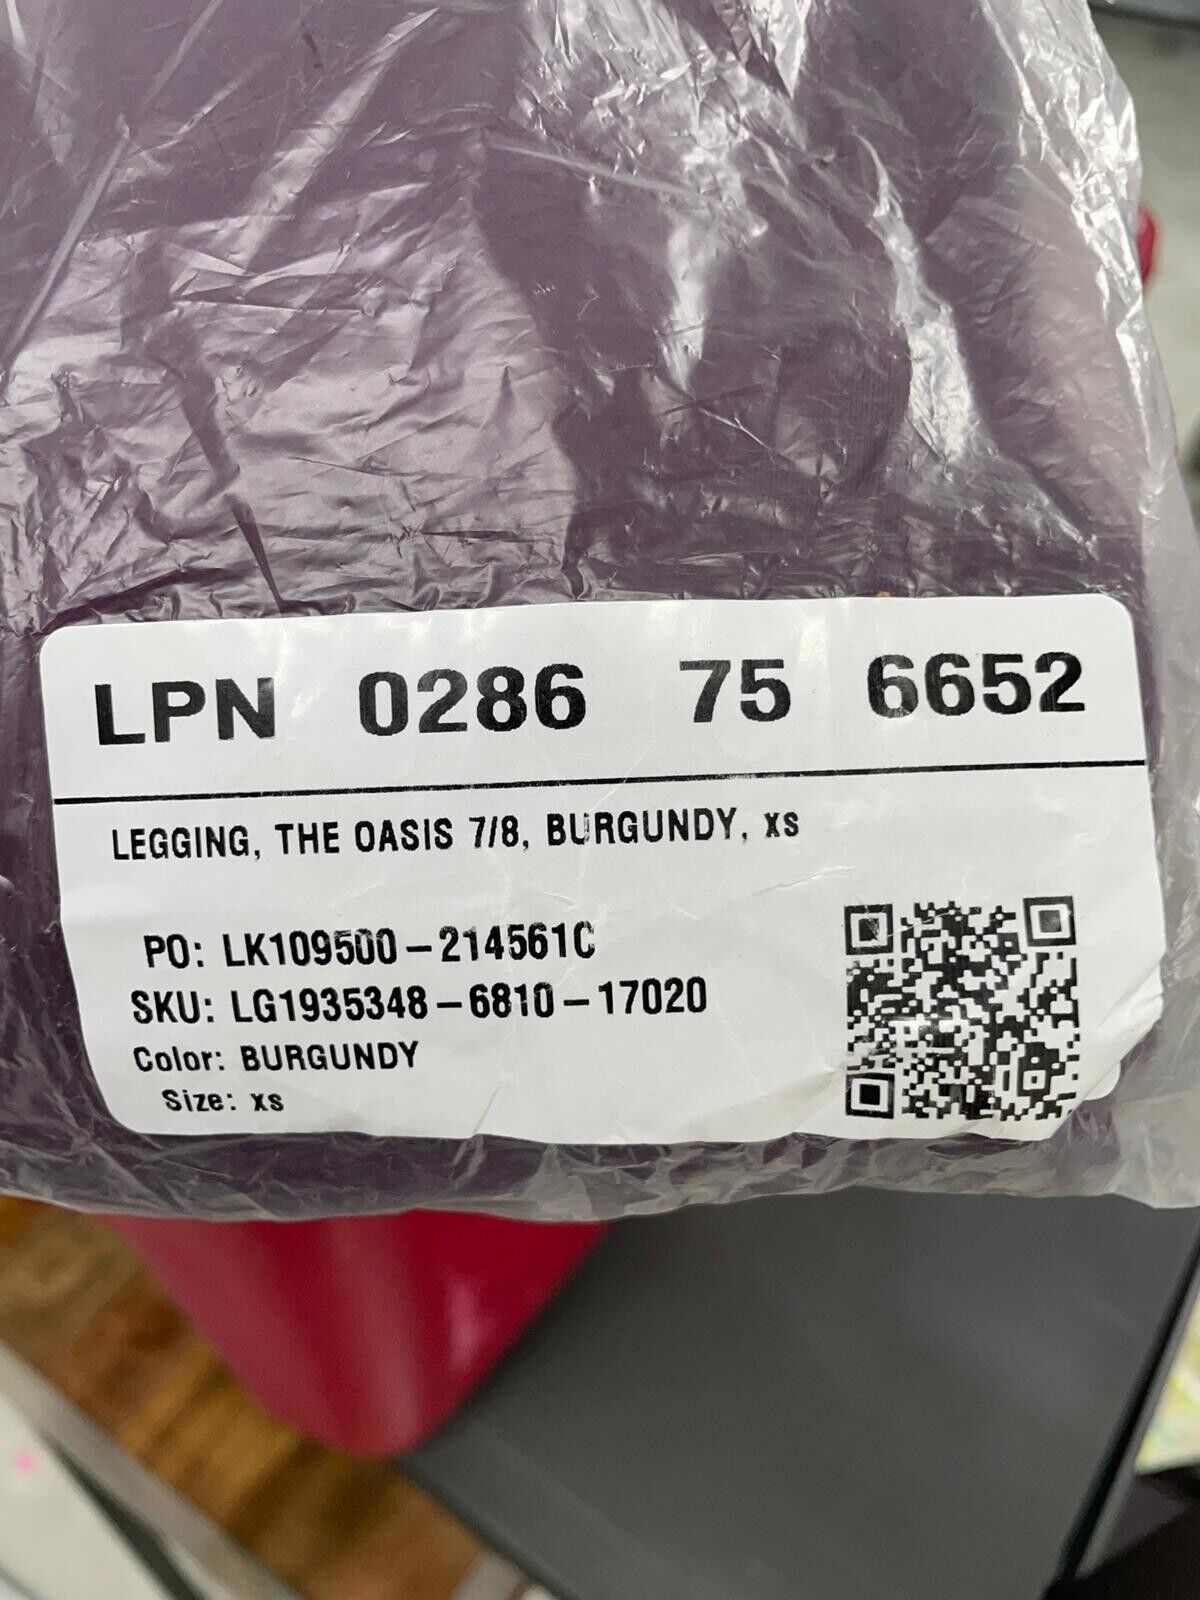 LPN 0286 75 6652
LEGGING, THE OASIS 7/8, BURGUNDY, xs
PO: LK109500-214561C
SKU: LG1935348-6810-17020
Color: BURGUNDY
Size: xs